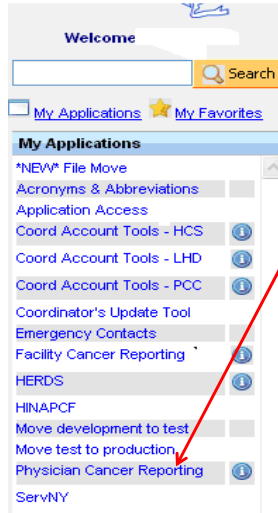 Welcome
Search
My Applications My Favorites
My Applications
*NEW* File Move
Acronyms & Abbreviations
Application Access
Coord Account Tools - HCS
Coord Account Tools - LHD
Coord Account Tools - PCC
Coordinator's Update Tool
Emergency Contacts
Facility Cancer Reporting
HERDS
HINAPCF
Move development to test
Move test to production
Physician Cancer Reporting
ServNY